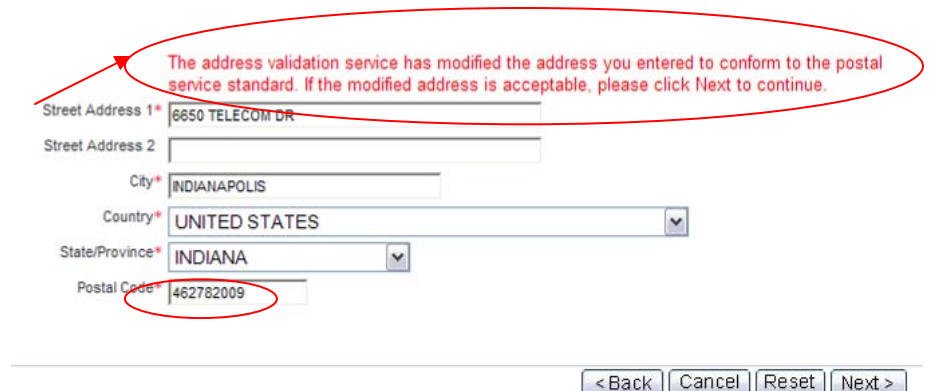 The address validation service has modified the address you entered to conform to the postal
service standard. If the modified address is acceptable, please click Next to continue.
Street Address 1* 6650 TELECOM DR
Street Address 2
City* INDIANAPOLIS
Country* UNITED STATES
State/Province* INDIANA
Postal Code* 462782009
< Back Cancel Reset Next >